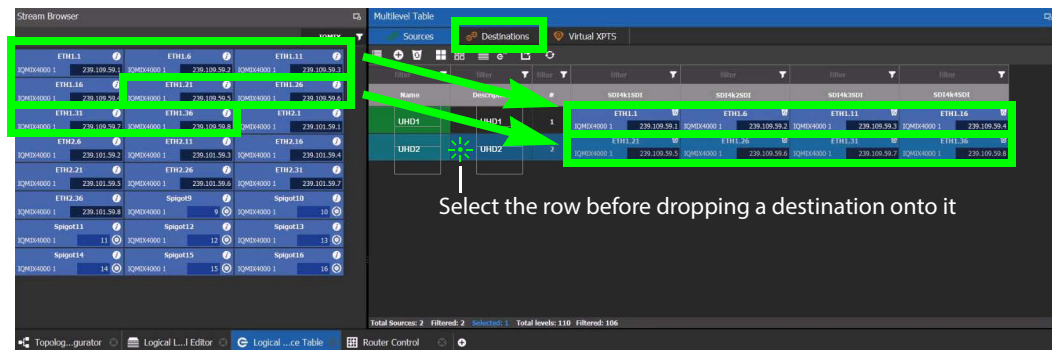 Stream Browser
IQMIX
ETH1.1 ETH1.6 ETH1.11
IQMIX4000 1 239.109.59.1 IQMIX4000 1 239.109.59.2 IQMIX4000 1 239.109.59.3
ETH1.16 ETH1.21 ETH1.26
IQMIX4000 1 239.109.59.4 IQMIX4000 1 239.109.59.5 IQMIX4000 1 239.109.59.6
ETH1.31 ETH1.36 ETH2.1
IQMIX4000 1 239.109.59.7 IQMIX4000 1 239.109.59.8 IQMIX4000 1 239.101.59.1
ETH2.6 ETH2.11 ETH2.16
IQMIX4000 1 239.101.59.2 IQMIX4000 1 239.101.59.3 IQMIX4000 1 239.101.59.4
ETH2.21 ETH2.26 ETH2.31
IQMIX4000 1 239.101.59.5 IQMIX4000 1 239.101.59.6 IQMIX4000 1 239.101.59.7
ETH2.36 Spigot9 Spigot10
IQMIX4000 1 239.101.59.8 IQMIX4000 1 9 IQMIX4000 1 10
Spigot11 Spigot12 Spigot13
IQMIX4000 1 11 IQMIX4000 1 12 IQMIX4000 1 13
Spigot14 Spigot15 Spigot16
IQMIX4000 1 14 IQMIX4000 1 15 IQMIX4000 1 16
Multilevel Table
Sources Destinations Virtual XPTS
filter filter filter filter filter filter filter
Name # SDI4k1SDI SDI4k2SDI SDI4k3SDI SDI4k4SDI
UHD1 UHD1 1
ETH1.1 ETH1.6 ETH1.11 ETH1.16
IQMIX4000 1 239.109.59.1 IQMIX4000 1 239.109.59.2 IQMIX4000 1 239.109.59.3 IQMIX4000 1 239.109.59.4
UHD2 UHD2 2
ETH1.21 ETH1.26 ETH1.31 ETH1.36
IQMIX4000 1 239.109.59.5 IQMIX4000 1 239.109.59.6 IQMIX4000 1 239.109.59.7 IQMIX4000 1 239.109.59.8
Select the row before dropping a destination onto it
Total Sources: 2 Filtered: 2 Selected: 1 Total levels: 110 Filtered: 106
Topolog...gurator Logical L...l Editor Logical ...ce Table Router Control